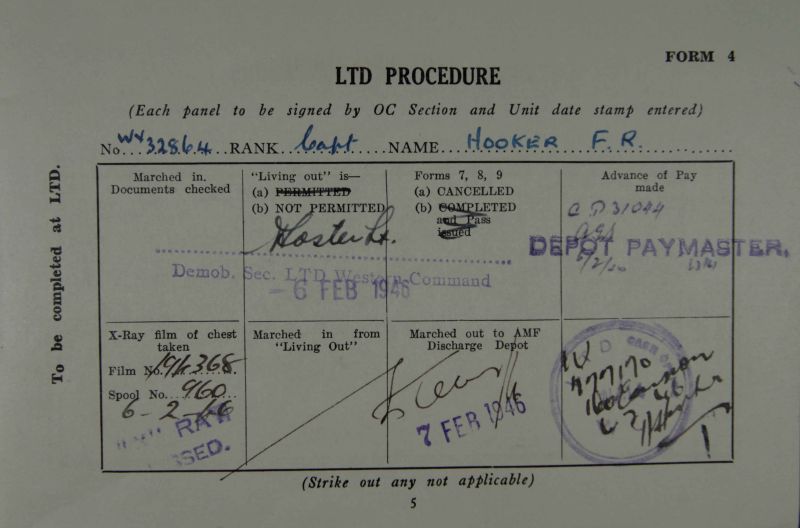 FORM 4
LTD PROCEDURE
(Each panel to be signed by OC Section and Unit date stamp entered)
No. WX 32864 RANK Capt NAME HOOKER F. R.
To be completed at LTD.
Marched in.
Documents checked
"Living out" is—
(a) PERMITTED
(b) NOT PERMITTED
Forms 7, 8, 9
(a) CANCELLED
(b) COMPLETED
and Pass
issued
Advance of Pay
made
DEPOT PAYMASTER.
Demob. Sec. LTD Western Command
- 6 FEB 1946
X-Ray film of chest
taken
Film No. 191368
Spool No. 960
6-2-46
Marched in from
"Living Out"
Marched out to AMF
Discharge Depot
7 FEB 1946
(Strike out any not applicable)
5